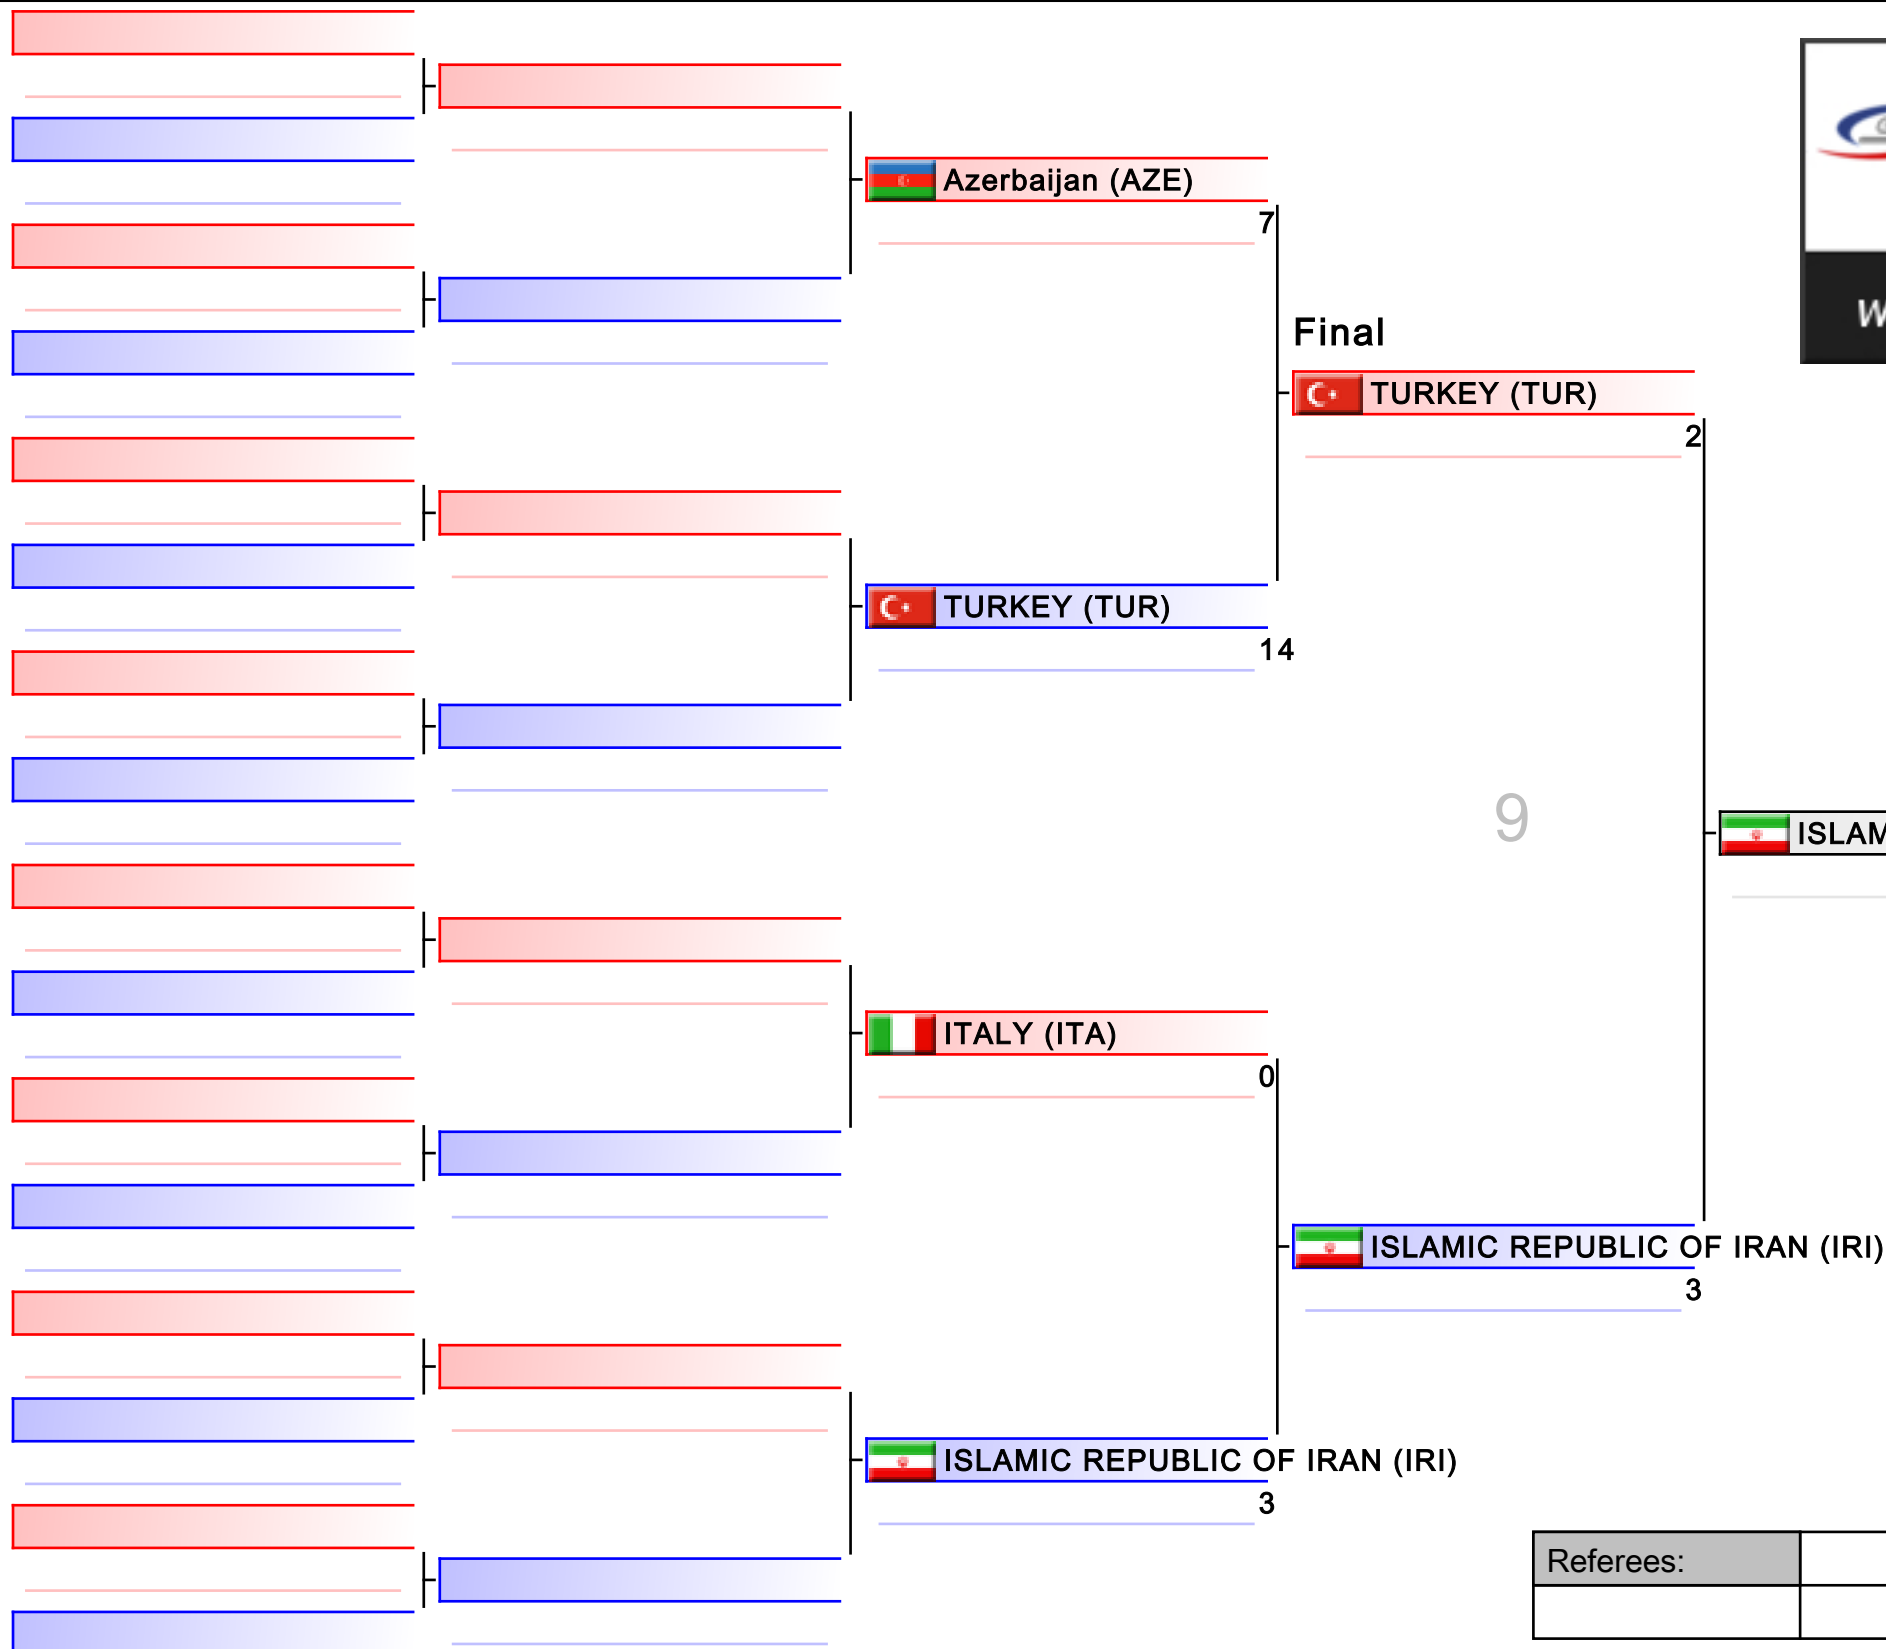 Azerbaijan (AZE)
7
Final
TURKEY (TUR)
2
TURKEY (TUR)
14
9
ISLAM
ITALY (ITA)
0
ISLAMIC REPUBLIC OF IRAN (IRI)
3
ISLAMIC REPUBLIC OF IRAN (IRI)
3
Referees: